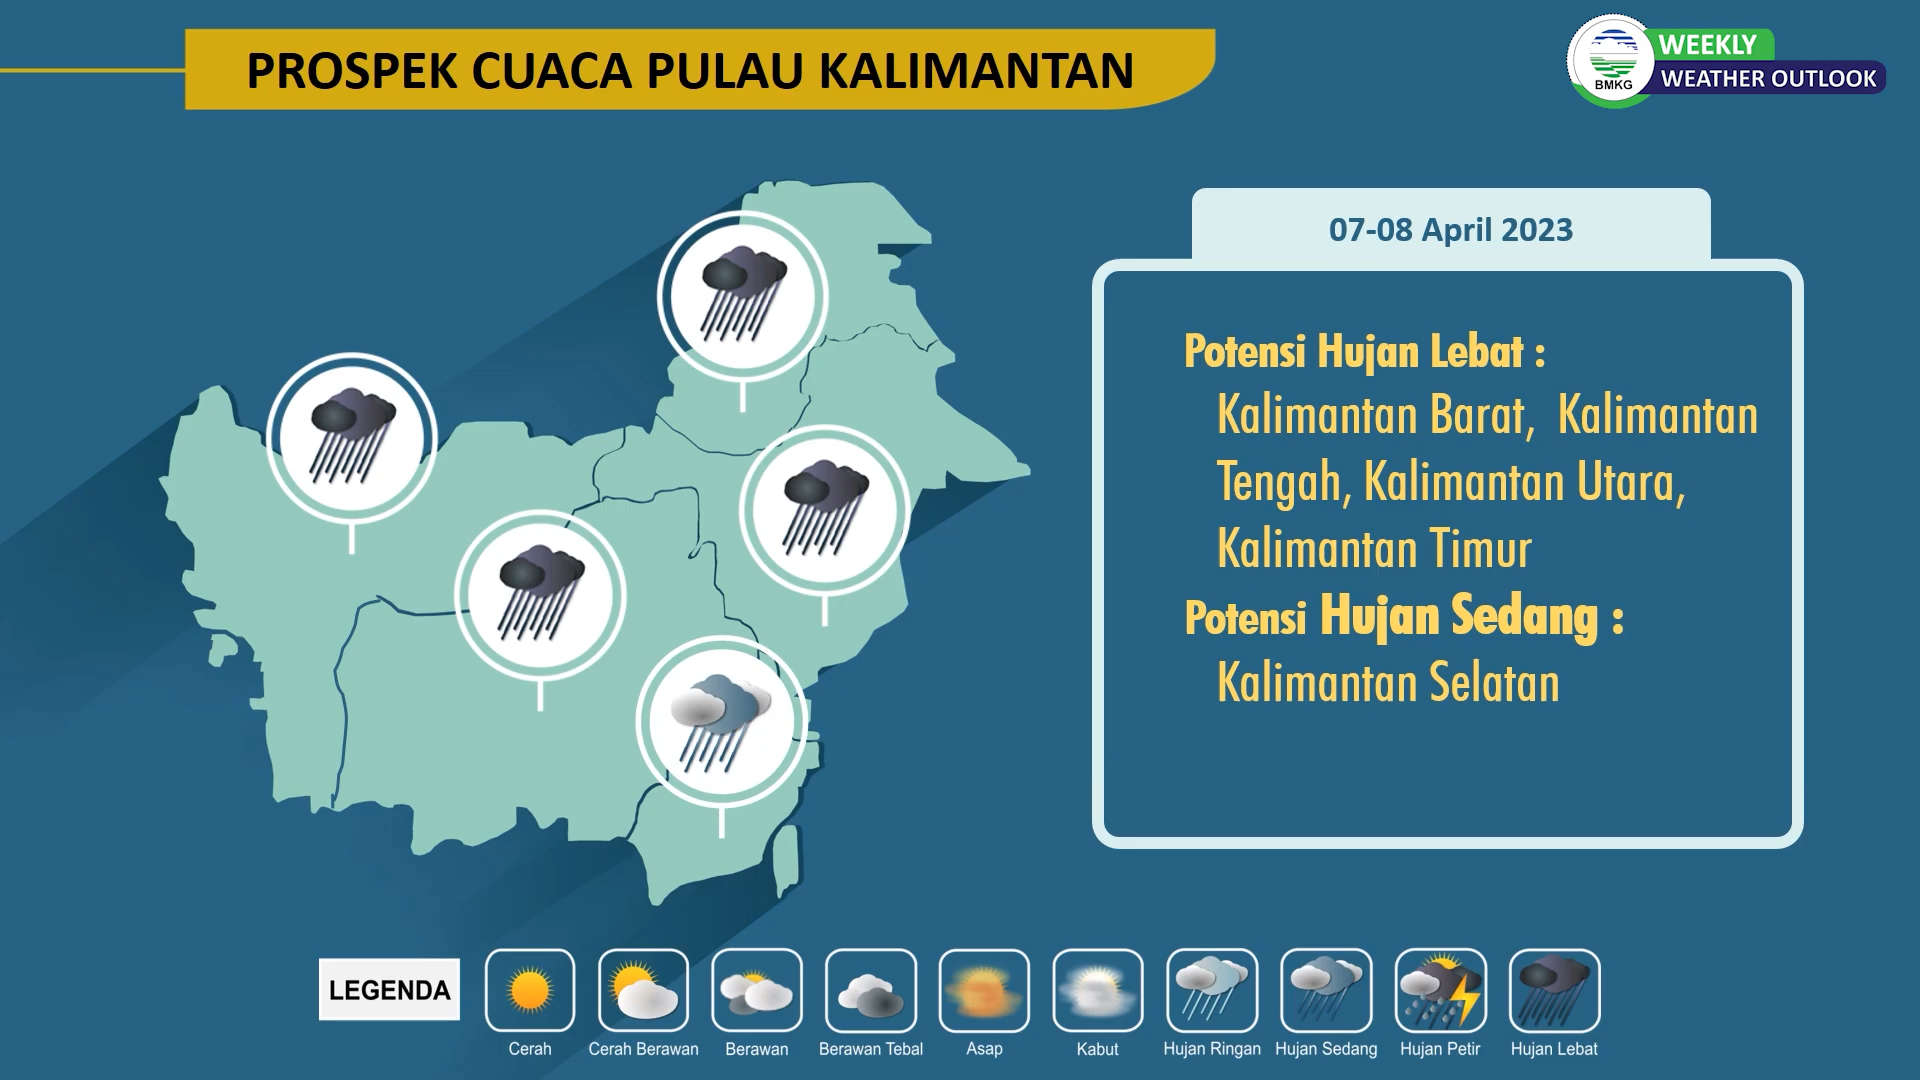 PROSPEK CUACA PULAU KALIMANTAN
BMKG
WEEKLY
WEATHER OUTLOOK
07-08 April 2023
Potensi Hujan Lebat :
Kalimantan Barat, Kalimantan
Tengah, Kalimantan Utara,
Kalimantan Timur
Potensi Hujan Sedang :
Kalimantan Selatan
LEGENDA
Cerah
Cerah Berawan
Berawan
Berawan Tebal
Asap
Kabut
Hujan Ringan
Hujan Sedang
Hujan Petir
Hujan Lebat